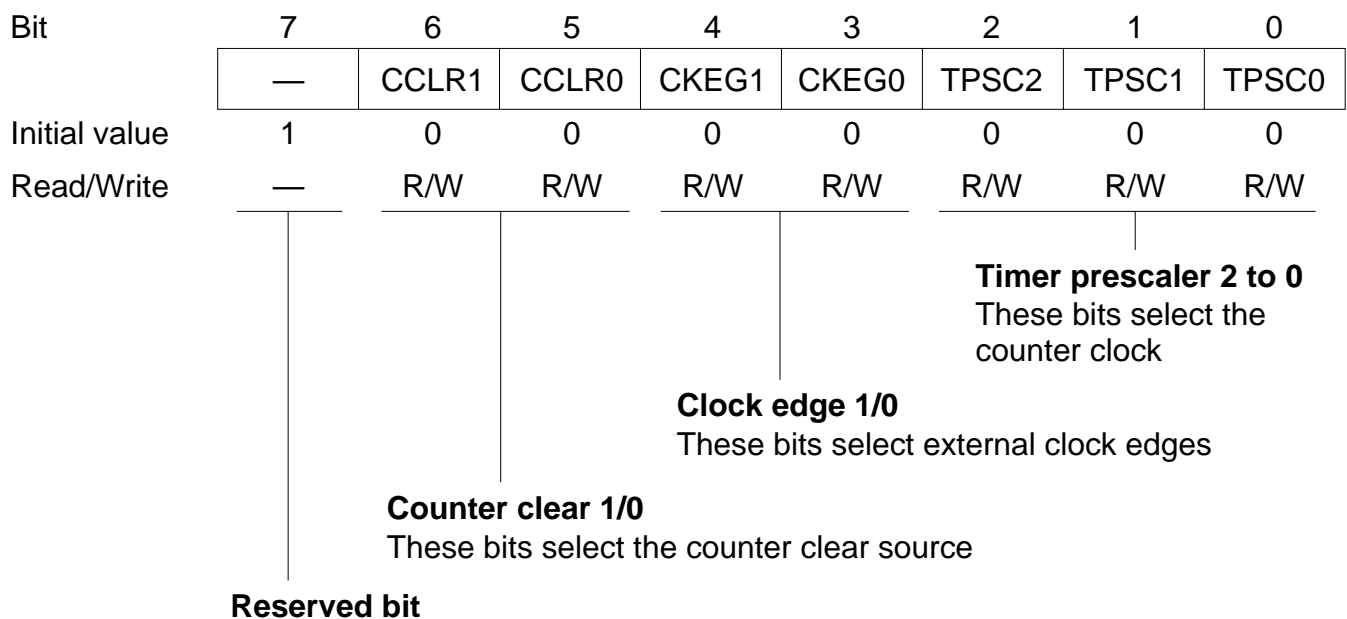 Bit 7 6 5 4 3 2 1 0
— CCLR1 CCLR0 CKEG1 CKEG0 TPSC2 TPSC1 TPSC0
Initial value 1 0 0 0 0 0 0 0
Read/Write — R/W R/W R/W R/W R/W R/W R/W
Timer prescaler 2 to 0
These bits select the
counter clock
Clock edge 1/0
These bits select external clock edges
Counter clear 1/0
These bits select the counter clear source
Reserved bit